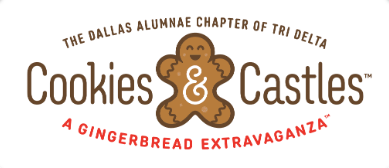 THE DALLAS ALUMNAE CHAPTER OF TRI DELTA
Cookies & Castles™
A GINGERBREAD EXTRAVAGANZA™